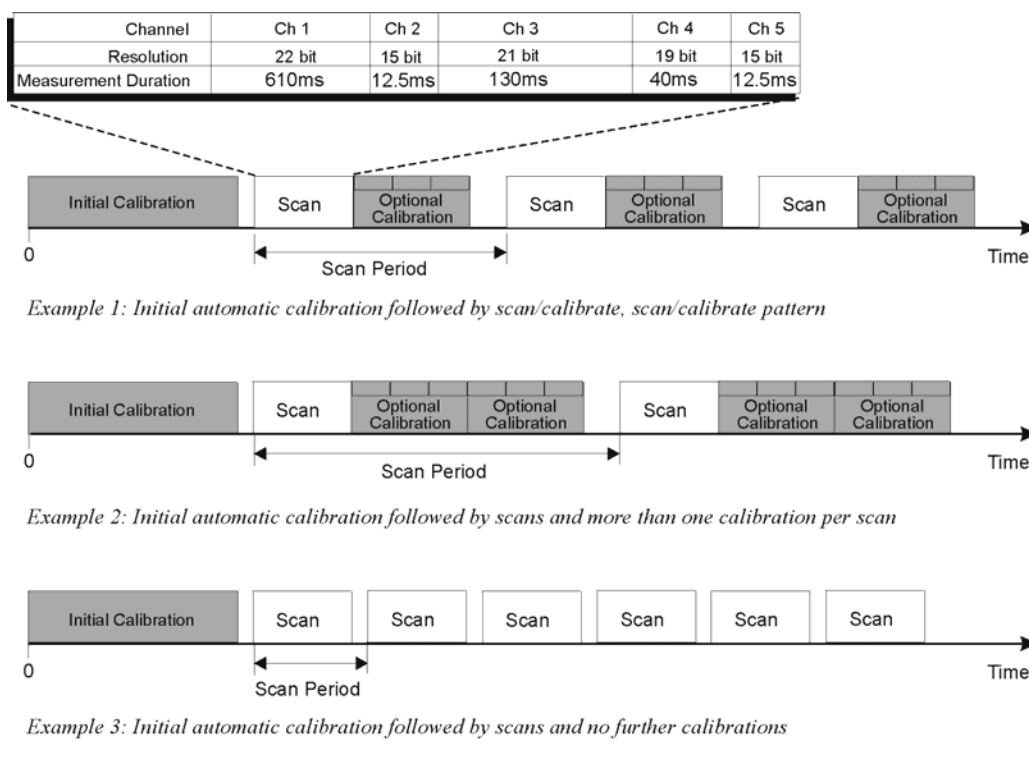 Channel Ch 1 Ch 2 Ch 3 Ch 4 Ch 5
Resolution 22 bit 15 bit 21 bit 19 bit 15 bit
Measurement Duration 610ms 12.5ms 130ms 40ms 12.5ms
Initial Calibration Scan Optional Calibration Scan Optional Calibration Scan Optional Calibration
0 Time
Scan Period
Example 1: Initial automatic calibration followed by scan/calibrate, scan/calibrate pattern
Initial Calibration Scan Optional Calibration Optional Calibration Scan Optional Calibration Optional Calibration
0 Time
Scan Period
Example 2: Initial automatic calibration followed by scans and more than one calibration per scan
Initial Calibration Scan Scan Scan Scan Scan Scan
0 Time
Scan Period
Example 3: Initial automatic calibration followed by scans and no further calibrations